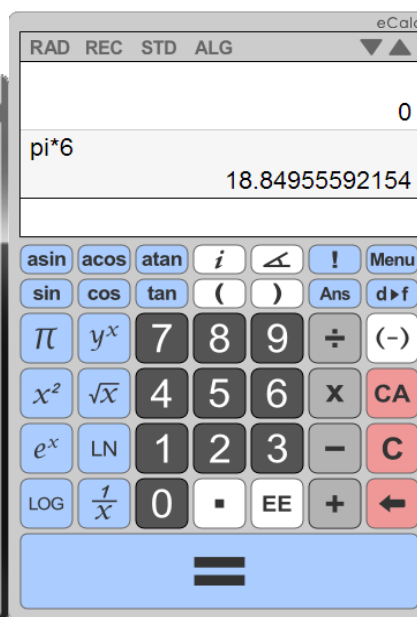 eCalc
RAD REC STD ALG
0
pi*6
18.84955592154
asin acos atan i ∠ ! Menu
sin cos tan ( ) Ans d▸f
π yˣ 7 8 9 ÷ (-)
x² √x 4 5 6 x CA
eˣ LN 1 2 3 − C
LOG 1/x 0 . EE + ←
=